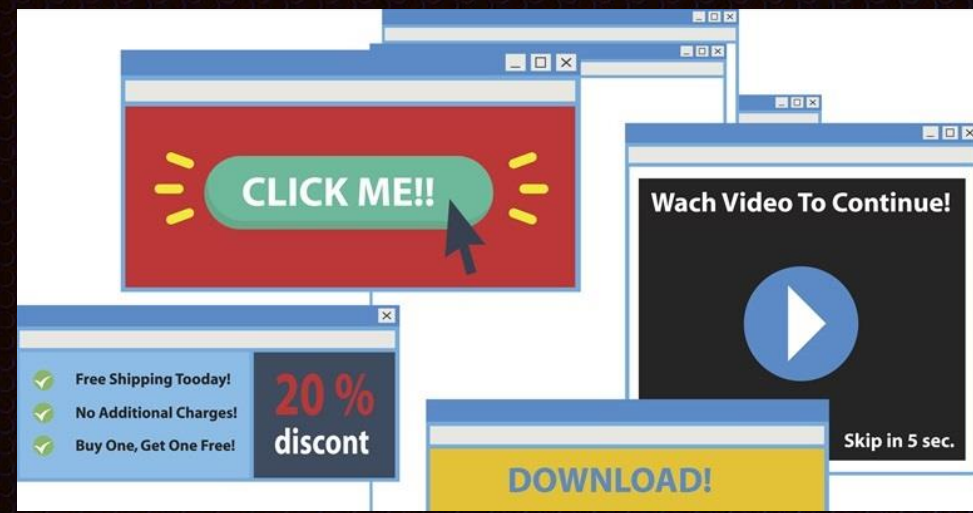 CLICK ME!!
Wach Video To Continue!
Skip in 5 sec.
Free Shipping Tooday!
No Additional Charges!
Buy One, Get One Free!
20 %
discont
DOWNLOAD!